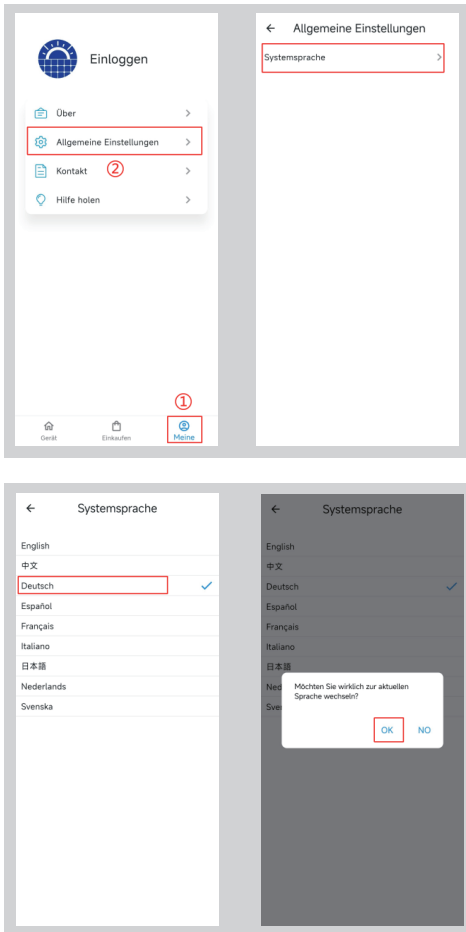 Einloggen
Über
Allgemeine Einstellungen
Kontakt
②
Hilfe holen
①
Gerät
Einkaufen
Meine
Allgemeine Einstellungen
Systemsprache
Systemsprache
English
中文
Deutsch
Español
Français
Italiano
日本語
Nederlands
Svenska
Systemsprache
English
中文
Deutsch
Español
Français
Italiano
日本語
Ned
Sve
Möchten Sie wirklich zur aktuellen
Sprache wechseln?
OK
NO